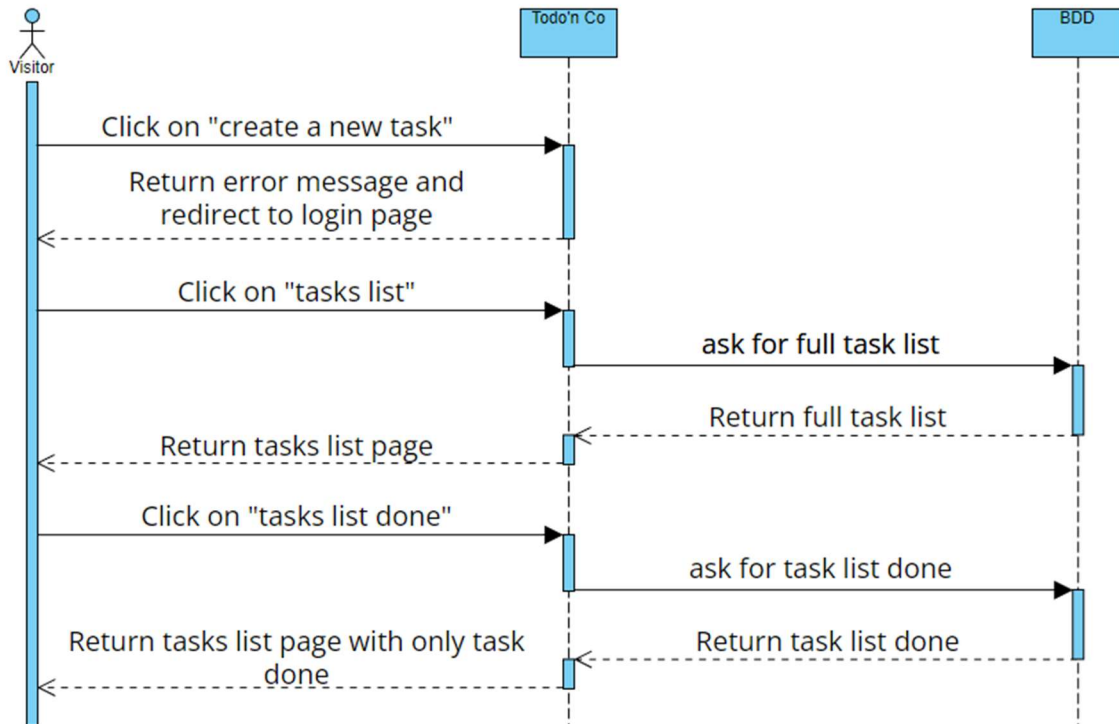 Visitor
Todo'n Co
BDD
Click on "create a new task"
Return error message and
redirect to login page
Click on "tasks list"
ask for full task list
Return full task list
Return tasks list page
Click on "tasks list done"
ask for task list done
Return task list done
Return tasks list page with only task
done